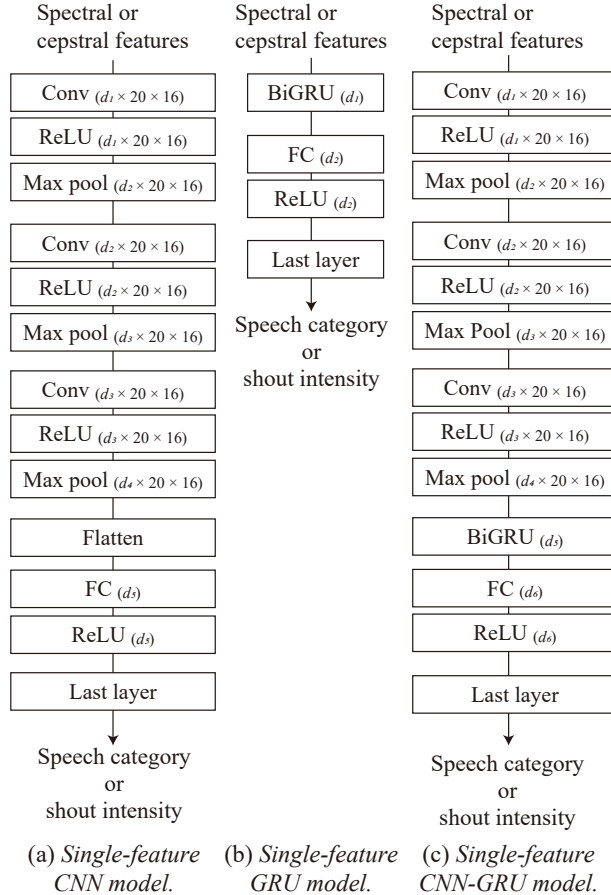 Spectral or
cepstral features
Conv (d₁ × 20 × 16)
ReLU (d₁ × 20 × 16)
Max pool (d₂ × 20 × 16)
Conv (d₂ × 20 × 16)
ReLU (d₂ × 20 × 16)
Max pool (d₃ × 20 × 16)
Conv (d₃ × 20 × 16)
ReLU (d₃ × 20 × 16)
Max pool (d₄ × 20 × 16)
Flatten
FC (d₅)
ReLU (d₅)
Last layer
Speech category
or
shout intensity
(a) Single-feature
CNN model.
Spectral or
cepstral features
BiGRU (d₁)
FC (d₂)
ReLU (d₂)
Last layer
Speech category
or
shout intensity
(b) Single-feature
GRU model.
Spectral or
cepstral features
Conv (d₁ × 20 × 16)
ReLU (d₁ × 20 × 16)
Max pool (d₂ × 20 × 16)
Conv (d₂ × 20 × 16)
ReLU (d₂ × 20 × 16)
Max Pool (d₃ × 20 × 16)
Conv (d₃ × 20 × 16)
ReLU (d₃ × 20 × 16)
Max pool (d₄ × 20 × 16)
BiGRU (d₅)
FC (d₆)
ReLU (d₆)
Last layer
Speech category
or
shout intensity
(c) Single-feature
CNN-GRU model.